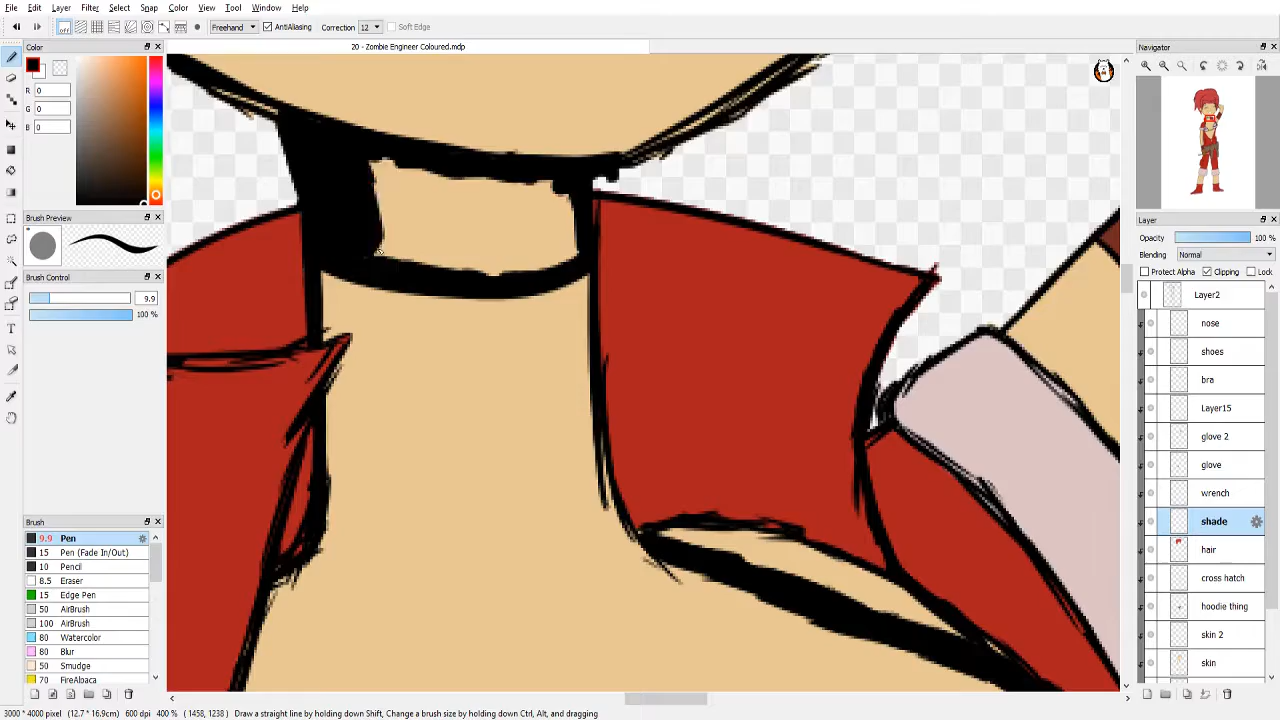 File Edit Layer Filter Select Snap Color View Tool Window Help
off Freehand AntiAliasing Correction 12 Soft Edge
Color
20 - Zombie Engineer Coloured.mdp
Navigator
R 0
G 0
B 0
Brush Preview
Brush Control
9.9
100 %
Layer
Opacity 100 %
Blending Normal
Protect Alpha Clipping Lock
Layer2
nose
shoes
bra
Layer15
glove 2
glove
wrench
shade
hair
cross hatch
hoodie thing
skin 2
skin
Brush
9.9 Pen
15 Pen (Fade In/Out)
10 Pencil
8.5 Eraser
15 Edge Pen
50 AirBrush
100 AirBrush
80 Watercolor
80 Blur
50 Smudge
70 FireAlpaca
3000 * 4000 pixel (12.7 * 16.9cm) 600 dpi 400 % ( 1458, 1238 ) Draw a straight line by holding down Shift, Change a brush size by holding down Ctrl, Alt, and dragging